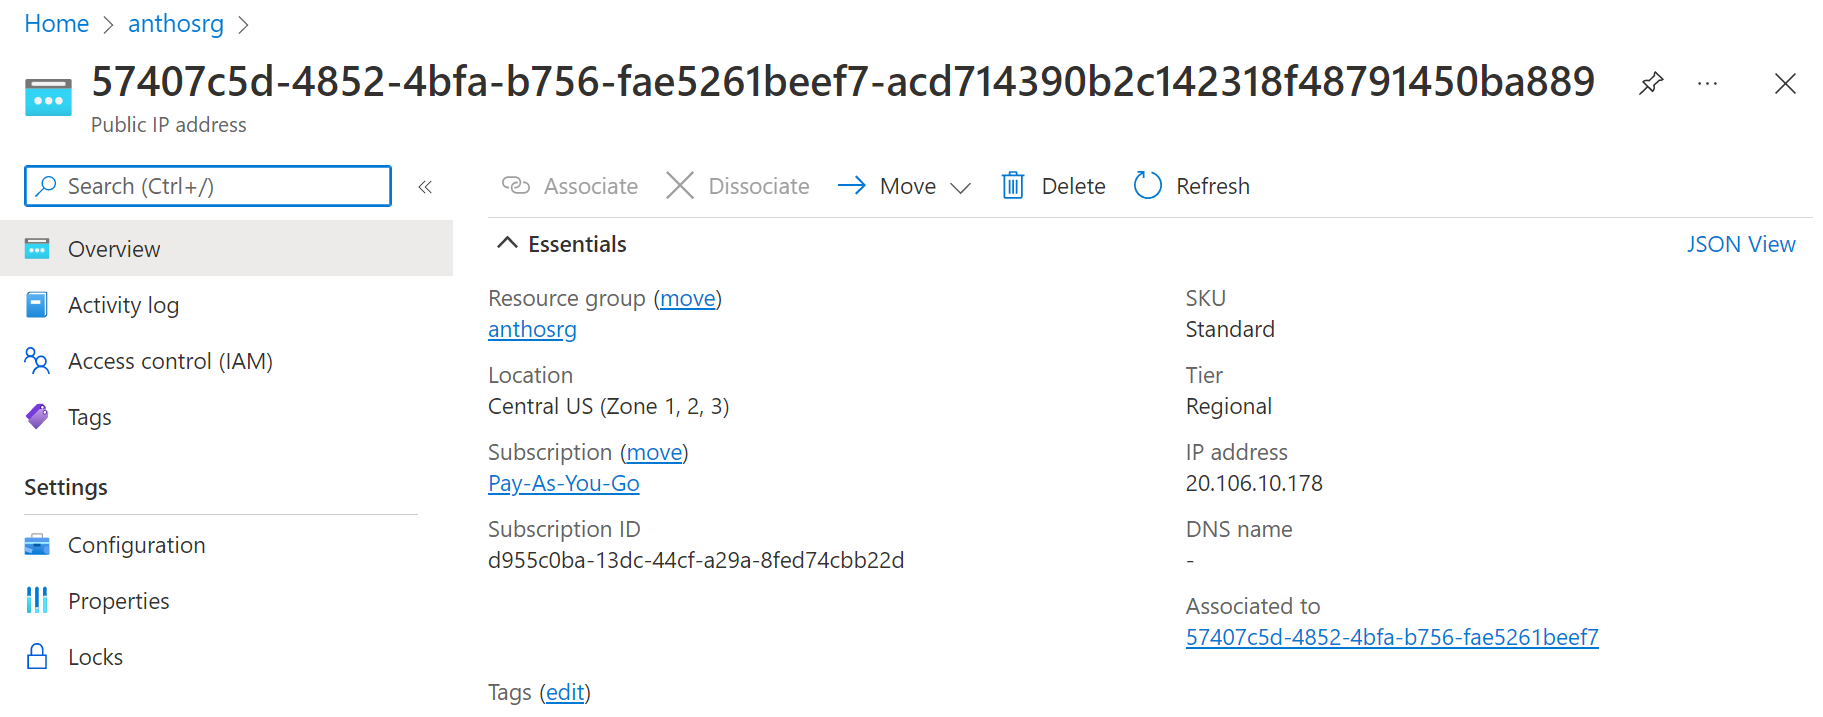 Home > anthosrg >
57407c5d-4852-4bfa-b756-fae5261beef7-acd714390b2c142318f48791450ba889
Public IP address
Search (Ctrl+/)
Associate Dissociate Move Delete Refresh
Overview
Activity log
Access control (IAM)
Tags
Settings
Configuration
Properties
Locks
Essentials
JSON View
Resource group (move)
anthosrg
Location
Central US (Zone 1, 2, 3)
Subscription (move)
Pay-As-You-Go
Subscription ID
d955c0ba-13dc-44cf-a29a-8fed74cbb22d
SKU
Standard
Tier
Regional
IP address
20.106.10.178
DNS name
-
Associated to
57407c5d-4852-4bfa-b756-fae5261beef7
Tags (edit)